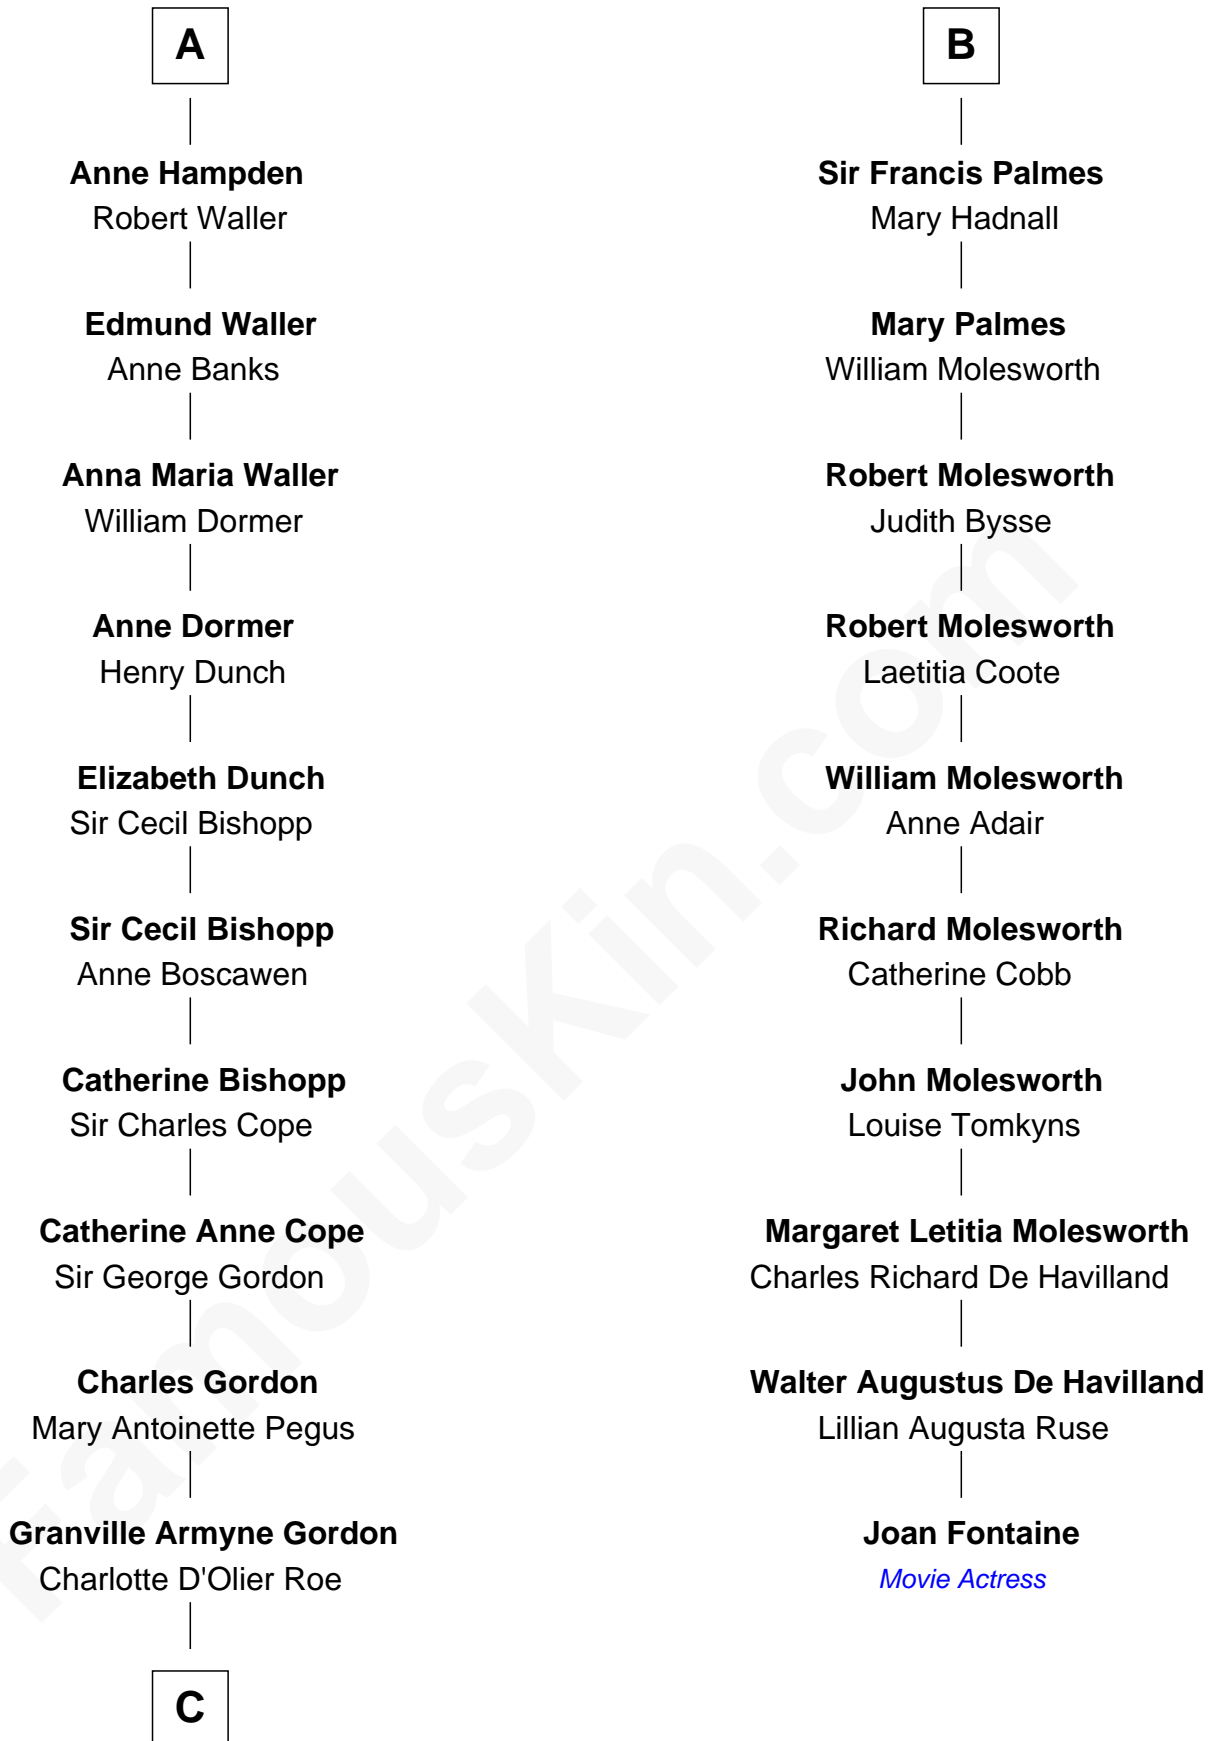 A
Anne Hampden
Robert Waller
Edmund Waller
Anne Banks
Anna Maria Waller
William Dormer
Anne Dormer
Henry Dunch
Elizabeth Dunch
Sir Cecil Bishopp
Sir Cecil Bishopp
Anne Boscawen
Catherine Bishopp
Sir Charles Cope
Catherine Anne Cope
Sir George Gordon
Charles Gordon
Mary Antoinette Pegus
Granville Armyne Gordon
Charlotte D'Olier Roe
C
B
Sir Francis Palmes
Mary Hadnall
Mary Palmes
William Molesworth
Robert Molesworth
Judith Bysse
Robert Molesworth
Laetitia Coote
William Molesworth
Anne Adair
Richard Molesworth
Catherine Cobb
John Molesworth
Louise Tomkyns
Margaret Letitia Molesworth
Charles Richard De Havilland
Walter Augustus De Havilland
Lillian Augusta Ruse
Joan Fontaine
Movie Actress
FamousKin.com